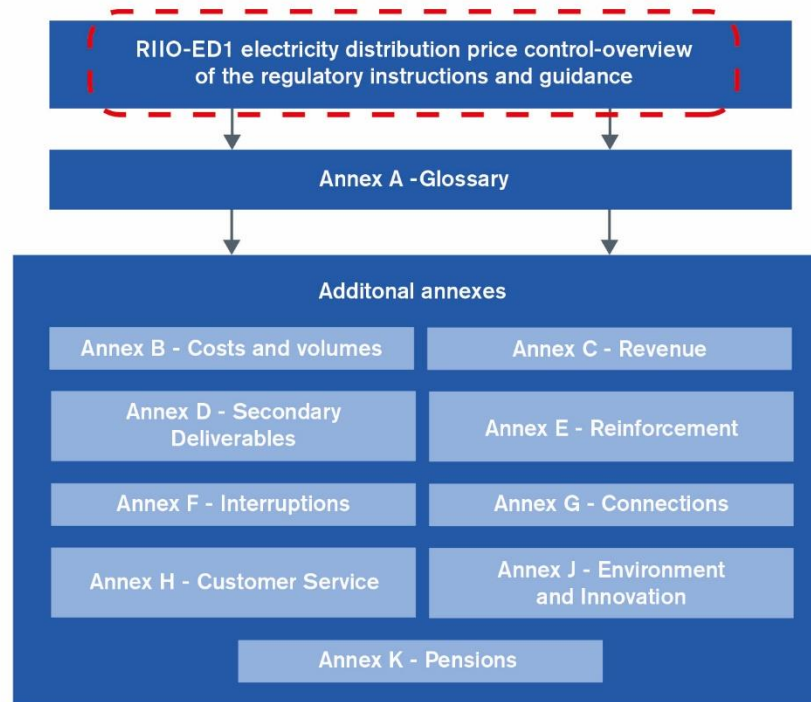 RIIO-ED1 electricity distribution price control-overview
of the regulatory instructions and guidance
Annex A -Glossary
Additonal annexes
Annex B - Costs and volumes
Annex C - Revenue
Annex D - Secondary
Deliverables
Annex E - Reinforcement
Annex F - Interruptions
Annex G - Connections
Annex H - Customer Service
Annex J - Environment
and Innovation
Annex K - Pensions